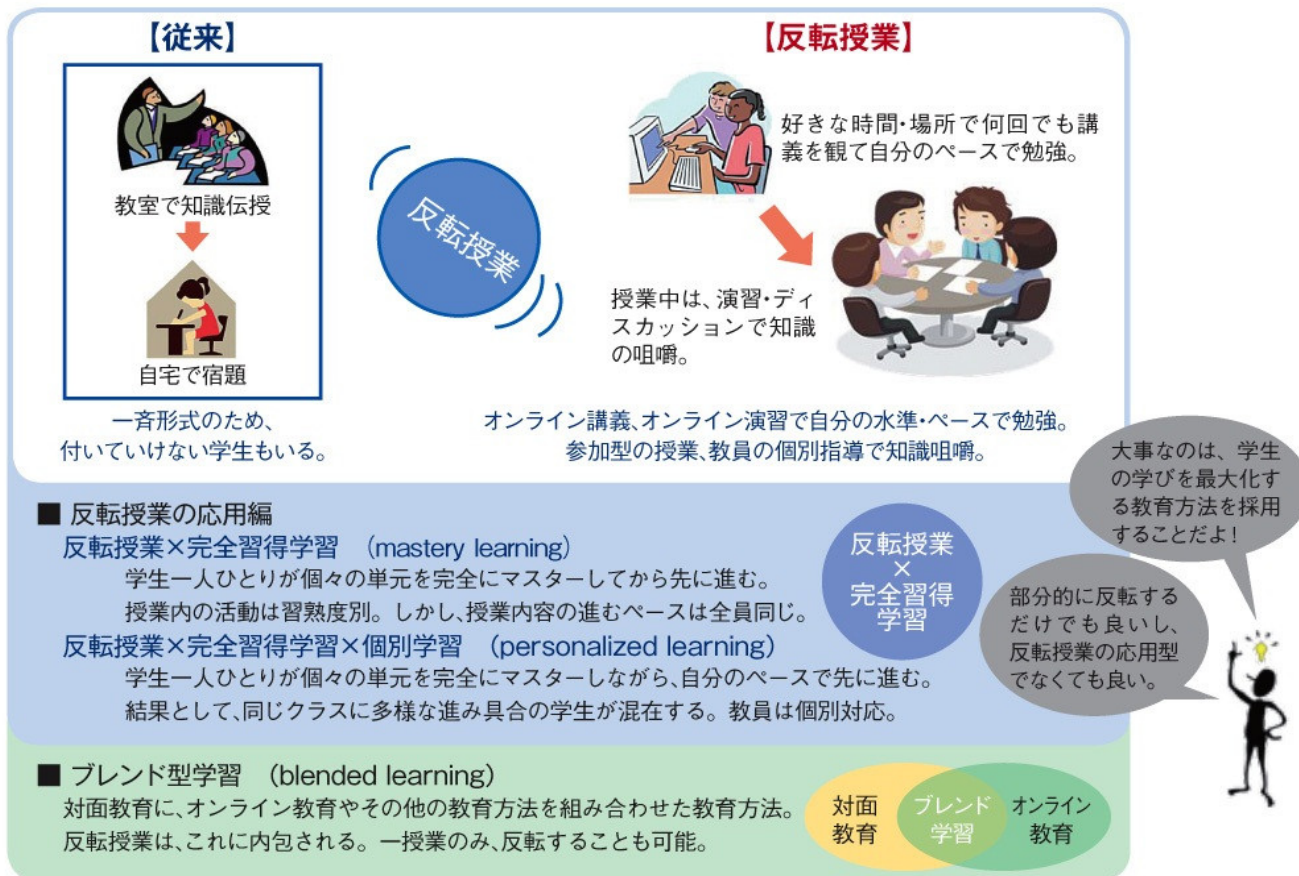 【従来】
教室で知識伝授
自宅で宿題
一斉形式のため、
付いていけない学生もいる。
反転授業
【反転授業】
好きな時間・場所で何回でも講
義を観て自分のペースで勉強。
授業中は、演習・ディ
スカッションで知識
の咀嚼。
オンライン講義、オンライン演習で自分の水準・ペースで勉強。
参加型の授業、教員の個別指導で知識咀嚼。
■ 反転授業の応用編
反転授業×完全習得学習 (mastery learning)
学生一人ひとりが個々の単元を完全にマスターしてから先に進む。
授業内の活動は習熟度別。しかし、授業内容の進むペースは全員同じ。
反転授業×完全習得学習×個別学習 (personalized learning)
学生一人ひとりが個々の単元を完全にマスターしながら、自分のペースで先に進む。
結果として、同じクラスに多様な進み具合の学生が混在する。教員は個別対応。
反転授業
×
完全習得
学習
大事なのは、学生
の学びを最大化す
る教育方法を採用
することだよ!
部分的に反転する
だけでも良いし、
反転授業の応用型
でなくても良い。
■ ブレンド型学習 (blended learning)
対面教育に、オンライン教育やその他の教育方法を組み合わせた教育方法。
反転授業は、これに内包される。一授業のみ、反転することも可能。
対面
教育
ブレンド
学習
オンライン
教育